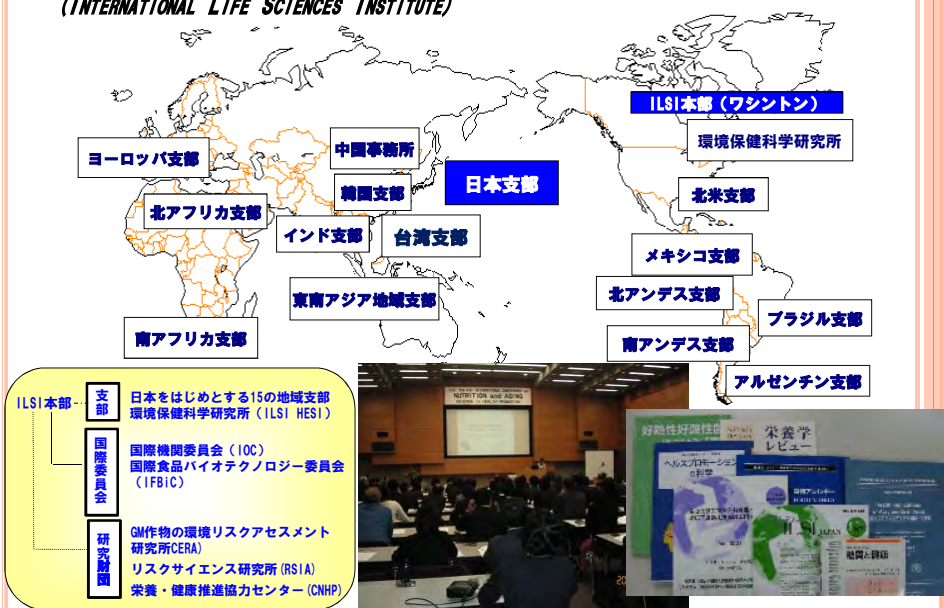 (INTERNATIONAL LIFE SCIENCES INSTITUTE)
ILSI本部（ワシントン）
環境保健科学研究所
ヨーロッパ支部
中国事務所
日本支部
韓国支部
北米支部
北アフリカ支部
インド支部
台湾支部
メキシコ支部
東南アジア地域支部
北アンデス支部
ブラジル支部
南アフリカ支部
南アンデス支部
アルゼンチン支部
ILSI本部
支部
日本をはじめとする15の地域支部
環境保健科学研究所（ILSI HESI）
国際委員会
国際機関委員会（IOC）
国際食品バイオテクノロジー委員会
（IFBiC）
研究財団
GM作物の環境リスクアセスメント
研究所CERA)
リスクサイエンス研究所(RSIA)
栄養・健康推進協力センター(CNHP)
NUTRITION and AGING
好熱性好酸性
栄養学
レビュー
ヘルスプロモーション
の科学
ILSI JAPAN
糖質と健康